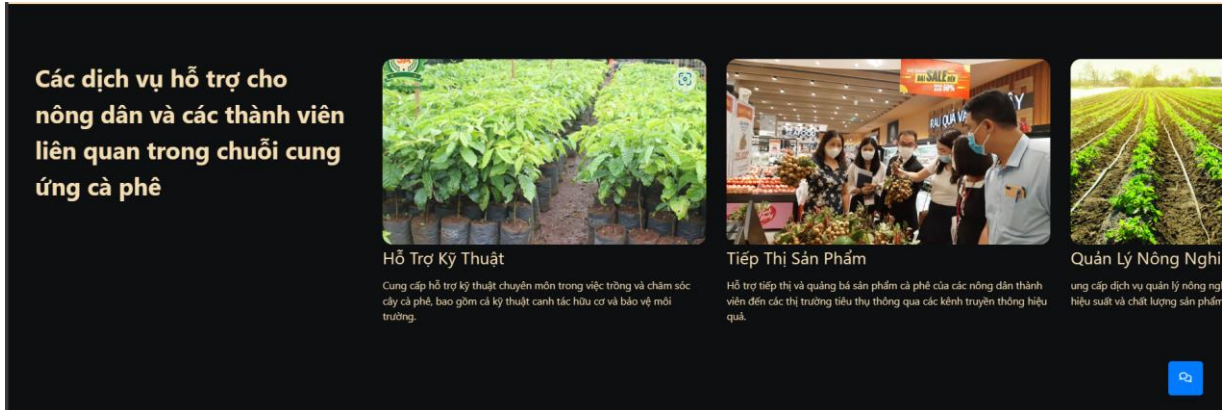 Các dịch vụ hỗ trợ cho
nông dân và các thành viên
liên quan trong chuỗi cung
ứng cà phê
SALE
RAU QUẢ
Hỗ Trợ Kỹ Thuật
Cung cấp hỗ trợ kỹ thuật chuyên môn trong việc trồng và chăm sóc
cây cà phê, bao gồm cả kỹ thuật canh tác hữu cơ và bảo vệ môi
trường.
Tiếp Thị Sản Phẩm
Hỗ trợ tiếp thị và quảng bá sản phẩm cà phê của các nông dân thành
viên đến các thị trường tiêu thụ thông qua các kênh truyền thông hiệu
quả.
Quản Lý Nông Nghi
ung cấp dịch vụ quản lý nông ngh
hiệu suất và chất lượng sản phẩm